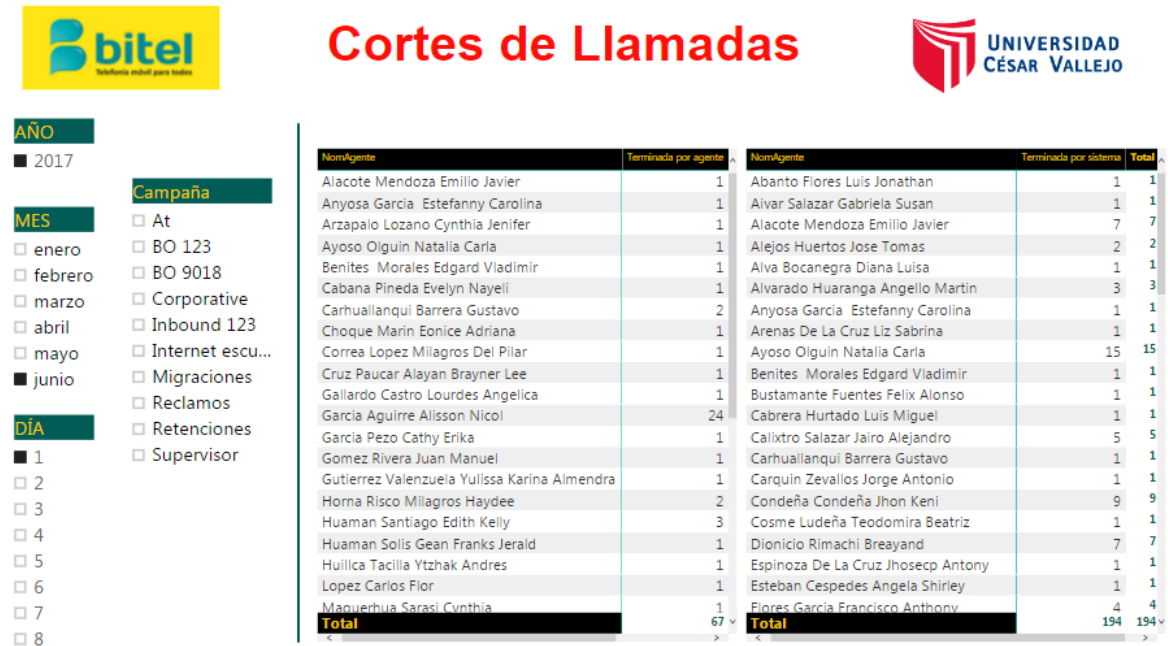 bitel
Telefonía móvil para todos
Cortes de Llamadas
UNIVERSIDAD
CÉSAR VALLEJO
AÑO
2017
MES
enero
febrero
marzo
abril
mayo
junio
DÍA
1
2
3
4
5
6
7
8
Campaña
At
BO 123
BO 9018
Corporative
Inbound 123
Internet escu...
Migraciones
Reclamos
Retenciones
Supervisor
NomAgente Terminada por agente
Alacote Mendoza Emilio Javier 1
Anyosa Garcia Estefanny Carolina 1
Arzapalo Lozano Cynthia Jenifer 1
Ayoso Olguin Natalia Carla 1
Benites Morales Edgard Vladimir 1
Cabana Pineda Evelyn Nayeli 1
Carhuallanqui Barrera Gustavo 2
Choque Marin Eonice Adriana 1
Correa Lopez Milagros Del Pilar 1
Cruz Paucar Alayan Brayner Lee 1
Gallardo Castro Lourdes Angelica 1
Garcia Aguirre Alisson Nicol 24
Garcia Pezo Cathy Erika 1
Gomez Rivera Juan Manuel 1
Gutierrez Valenzuela Yulissa Karina Almendra 1
Horna Risco Milagros Haydee 2
Huaman Santiago Edith Kelly 3
Huaman Solis Gean Franks Jerald 1
Huillca Tacilla Ytzhak Andres 1
Lopez Carlos Flor 1
Maquerhua Sarasi Cynthia 1
Total 67
NomAgente Terminada por sistema Total
Abanto Flores Luis Jonathan 1 1
Aivar Salazar Gabriela Susan 1 1
Alacote Mendoza Emilio Javier 7 7
Alejos Huertos Jose Tomas 2 2
Alva Bocanegra Diana Luisa 1 1
Alvarado Huaranga Angello Martin 3 3
Anyosa Garcia Estefanny Carolina 1 1
Arenas De La Cruz Liz Sabrina 1 1
Ayoso Olguin Natalia Carla 15 15
Benites Morales Edgard Vladimir 1 1
Bustamante Fuentes Felix Alonso 1 1
Cabrera Hurtado Luis Miguel 1 1
Calixtro Salazar Jairo Alejandro 5 5
Carhuallanqui Barrera Gustavo 1 1
Carquin Zevallos Jorge Antonio 1 1
Condeña Condeña Jhon Keni 9 9
Cosme Ludeña Teodomira Beatriz 1 1
Dionicio Rimachi Breayand 7 7
Espinoza De La Cruz Jhosecp Antony 1 1
Esteban Cespedes Angela Shirley 1 1
Flores Garcia Francisco Anthony 4 4
Total 194 194